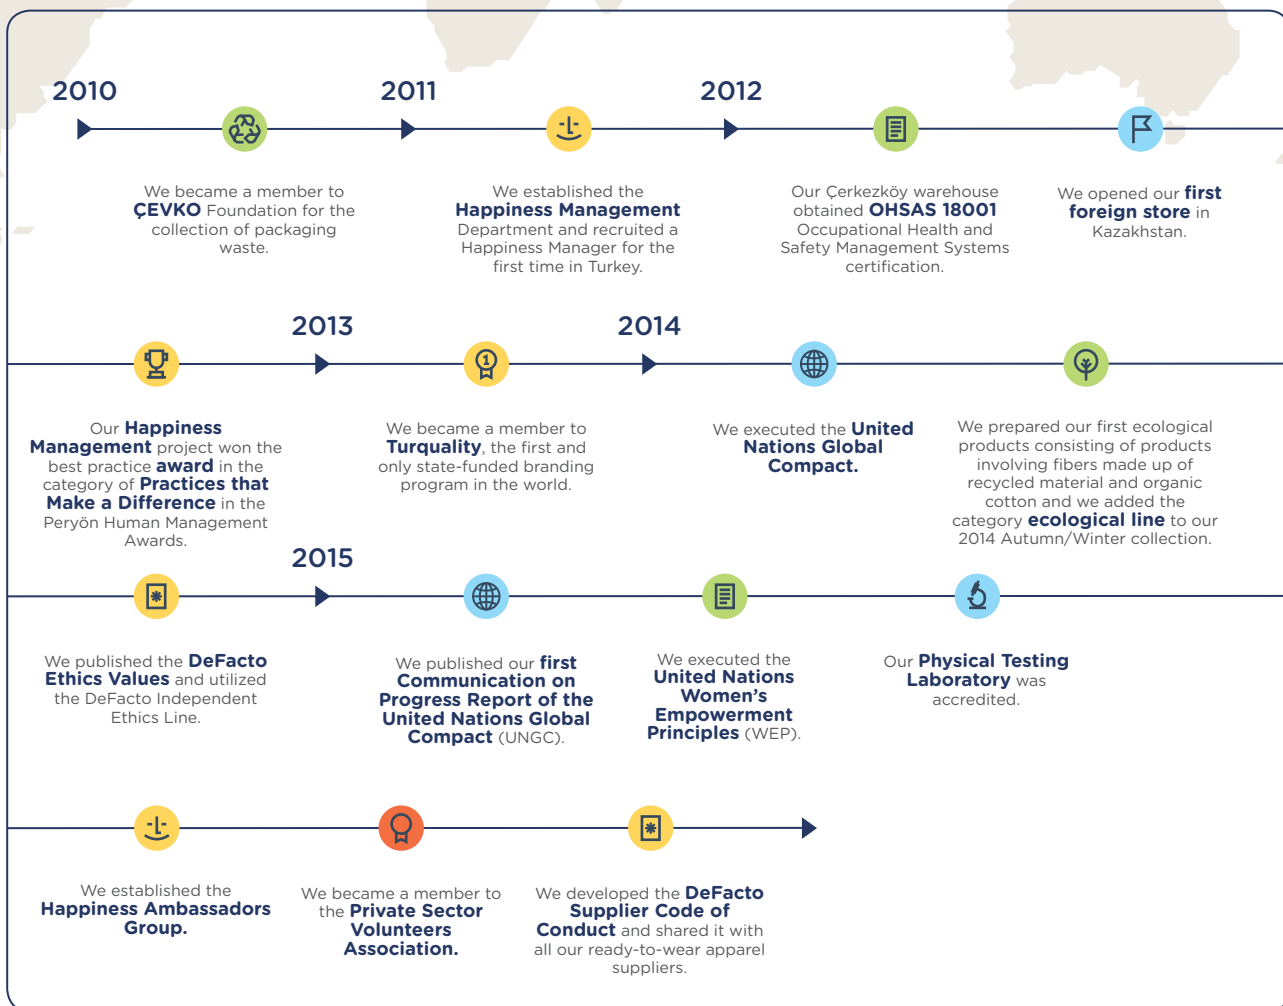 2010
2011
2012
We became a member to
ÇEVKO Foundation for the
collection of packaging
waste.
We established the
Happiness Management
Department and recruited a
Happiness Manager for the
first time in Turkey.
Our Çerkezköy warehouse
obtained OHSAS 18001
Occupational Health and
Safety Management Systems
certification.
We opened our first
foreign store in
Kazakhstan.
2013
2014
1
Our Happiness
Management project won the
best practice award in the
category of Practices that
Make a Difference in the
Peryön Human Management
Awards.
We became a member to
Turquality, the first and
only state-funded branding
program in the world.
We executed the United
Nations Global
Compact.
We prepared our first ecological
products consisting of products
involving fibers made up of
recycled material and organic
cotton and we added the
category ecological line to our
2014 Autumn/Winter collection.
2015
We published the DeFacto
Ethics Values and utilized
the DeFacto Independent
Ethics Line.
We published our first
Communication on
Progress Report of the
United Nations Global
Compact (UNGC).
We executed the
United Nations
Women’s
Empowerment
Principles (WEP).
Our Physical Testing
Laboratory was
accredited.
We established the
Happiness Ambassadors
Group.
We became a member to
the Private Sector
Volunteers
Association.
We developed the DeFacto
Supplier Code of
Conduct and shared it with
all our ready-to-wear apparel
suppliers.